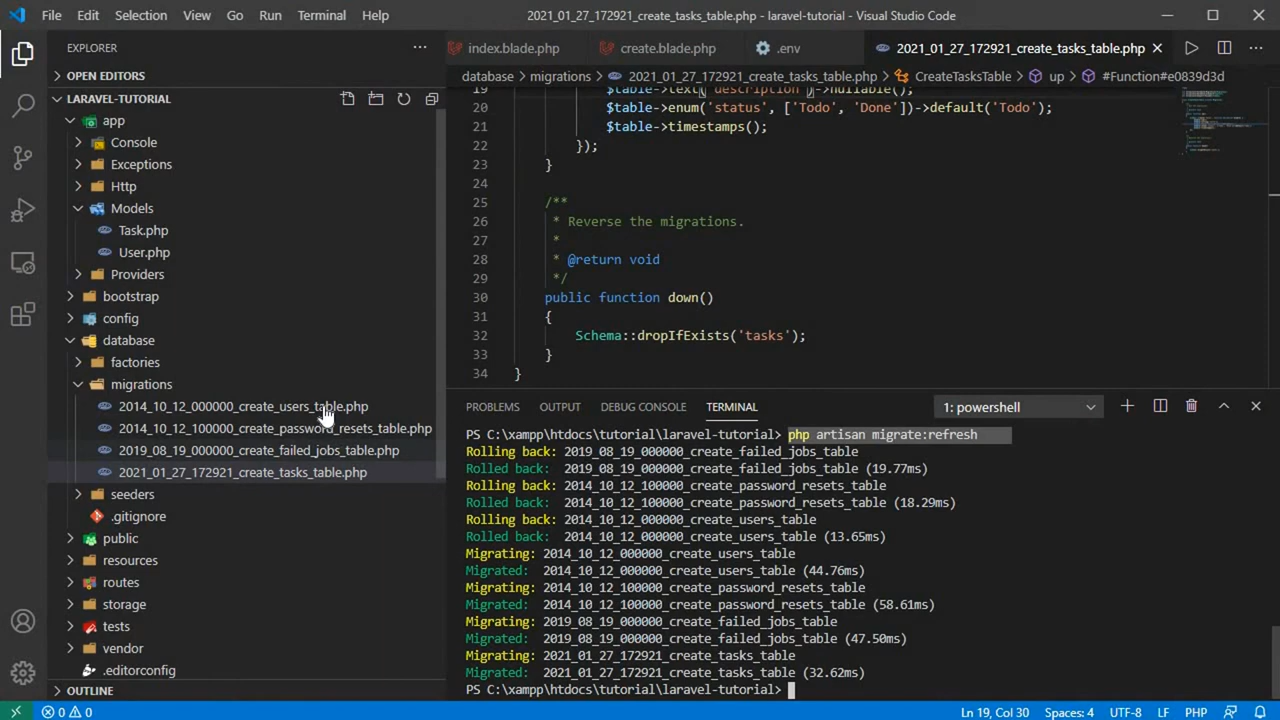 File Edit Selection View Go Run Terminal Help 2021_01_27_172921_create_tasks_table.php - laravel-tutorial - Visual Studio Code
EXPLORER
OPEN EDITORS
LARAVEL-TUTORIAL
app
Console
Exceptions
Http
Models
Task.php
User.php
Providers
bootstrap
config
database
factories
migrations
2014_10_12_000000_create_users_table.php
2014_10_12_100000_create_password_resets_table.php
2019_08_19_000000_create_failed_jobs_table.php
2021_01_27_172921_create_tasks_table.php
seeders
.gitignore
public
resources
routes
storage
tests
vendor
.editorconfig
OUTLINE
index.blade.php create.blade.php .env 2021_01_27_172921_create_tasks_table.php
database > migrations > 2021_01_27_172921_create_tasks_table.php > CreateTasksTable > up > #Function#e0839d3d
19 $table->text('description')->nullable();
20 $table->enum('status', ['Todo', 'Done'])->default('Todo');
21 $table->timestamps();
22 });
23 }
24
25 /**
26 * Reverse the migrations.
27 *
28 * @return void
29 */
30 public function down()
31 {
32 Schema::dropIfExists('tasks');
33 }
34 }
PROBLEMS OUTPUT DEBUG CONSOLE TERMINAL 1: powershell
PS C:\xampp\htdocs\tutorial\laravel-tutorial> php artisan migrate:refresh
Rolling back: 2019_08_19_000000_create_failed_jobs_table
Rolled back: 2019_08_19_000000_create_failed_jobs_table (19.77ms)
Rolling back: 2014_10_12_100000_create_password_resets_table
Rolled back: 2014_10_12_100000_create_password_resets_table (18.29ms)
Rolling back: 2014_10_12_000000_create_users_table
Rolled back: 2014_10_12_000000_create_users_table (13.65ms)
Migrating: 2014_10_12_000000_create_users_table
Migrated: 2014_10_12_000000_create_users_table (44.76ms)
Migrating: 2014_10_12_100000_create_password_resets_table
Migrated: 2014_10_12_100000_create_password_resets_table (58.61ms)
Migrating: 2019_08_19_000000_create_failed_jobs_table
Migrated: 2019_08_19_000000_create_failed_jobs_table (47.50ms)
Migrating: 2021_01_27_172921_create_tasks_table
Migrated: 2021_01_27_172921_create_tasks_table (32.62ms)
PS C:\xampp\htdocs\tutorial\laravel-tutorial>
0 0 Ln 19, Col 30 Spaces: 4 UTF-8 LF PHP